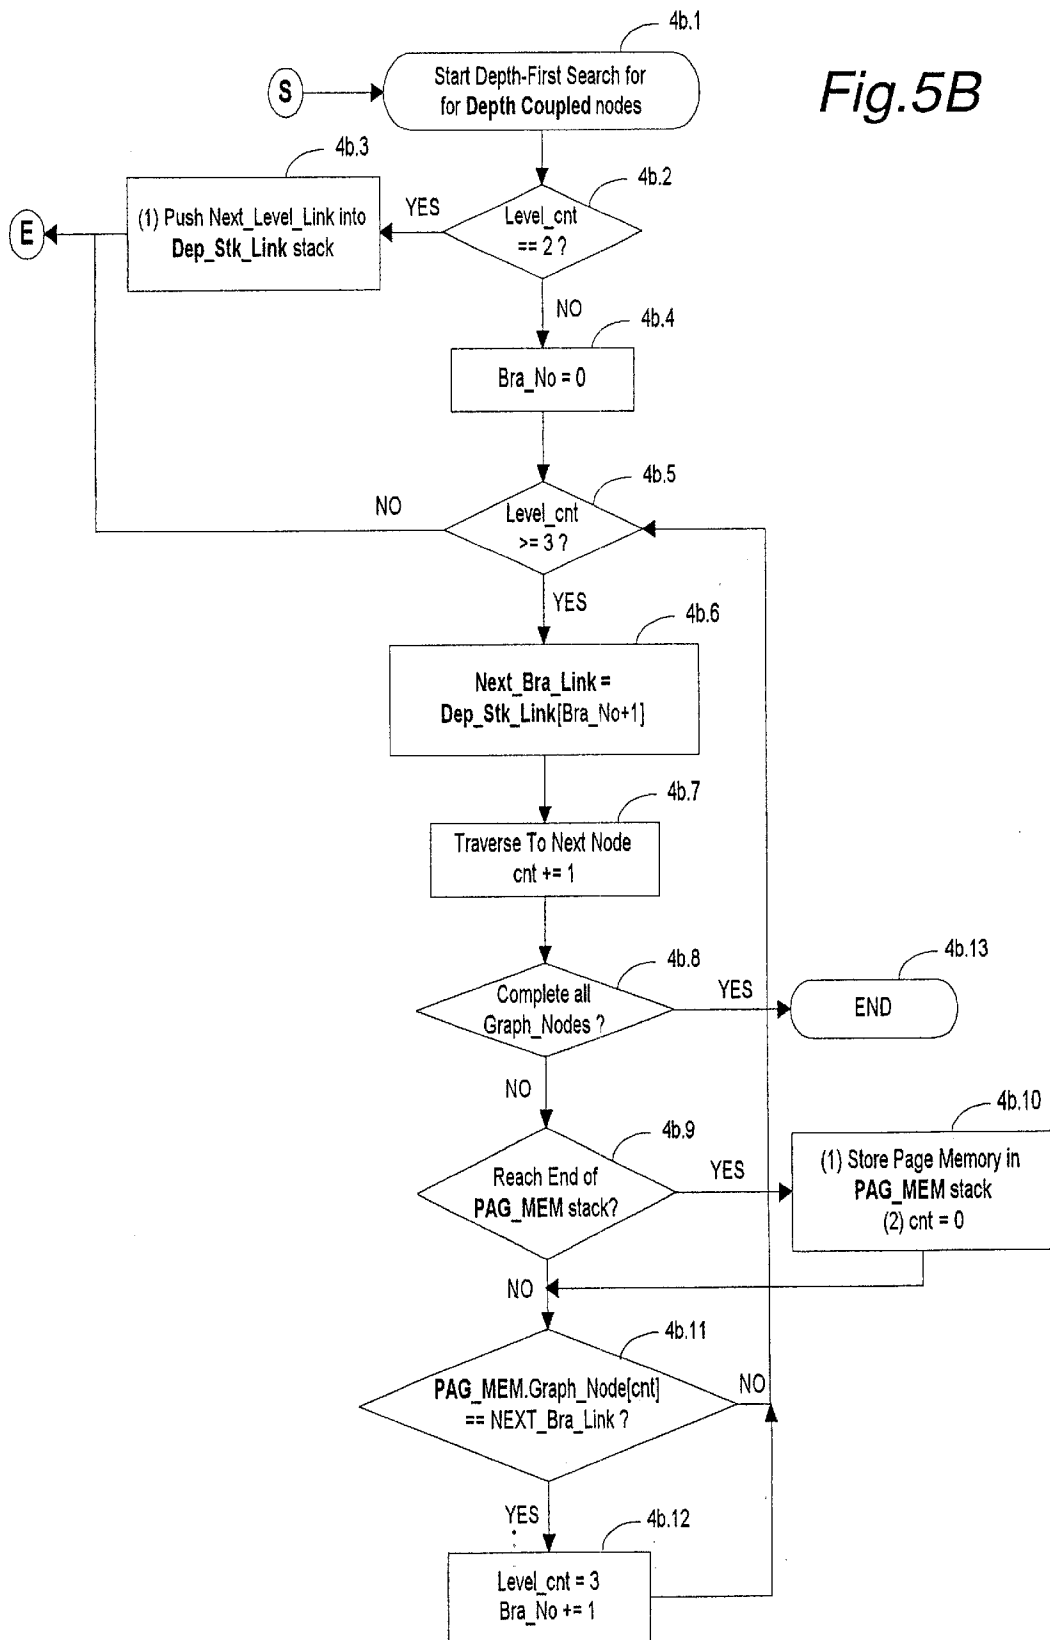 Fig.5B
4b.1
S
Start Depth-First Search for
for Depth Coupled nodes
4b.3
4b.2
E
(1) Push Next_Level_Link into
Dep_Stk_Link stack
YES
Level_cnt
== 2 ?
NO
4b.4
Bra_No = 0
4b.5
NO
Level_cnt
>= 3 ?
YES
4b.6
Next_Bra_Link =
Dep_Stk_Link[Bra_No+1]
4b.7
Traverse To Next Node
cnt += 1
4b.8
4b.13
Complete all
Graph_Nodes ?
YES
END
NO
4b.9
4b.10
Reach End of
PAG_MEM stack?
YES
(1) Store Page Memory in
PAG_MEM stack
(2) cnt = 0
NO
4b.11
PAG_MEM.Graph_Node[cnt]
== NEXT_Bra_Link ?
NO
YES
4b.12
Level_cnt = 3
Bra_No += 1